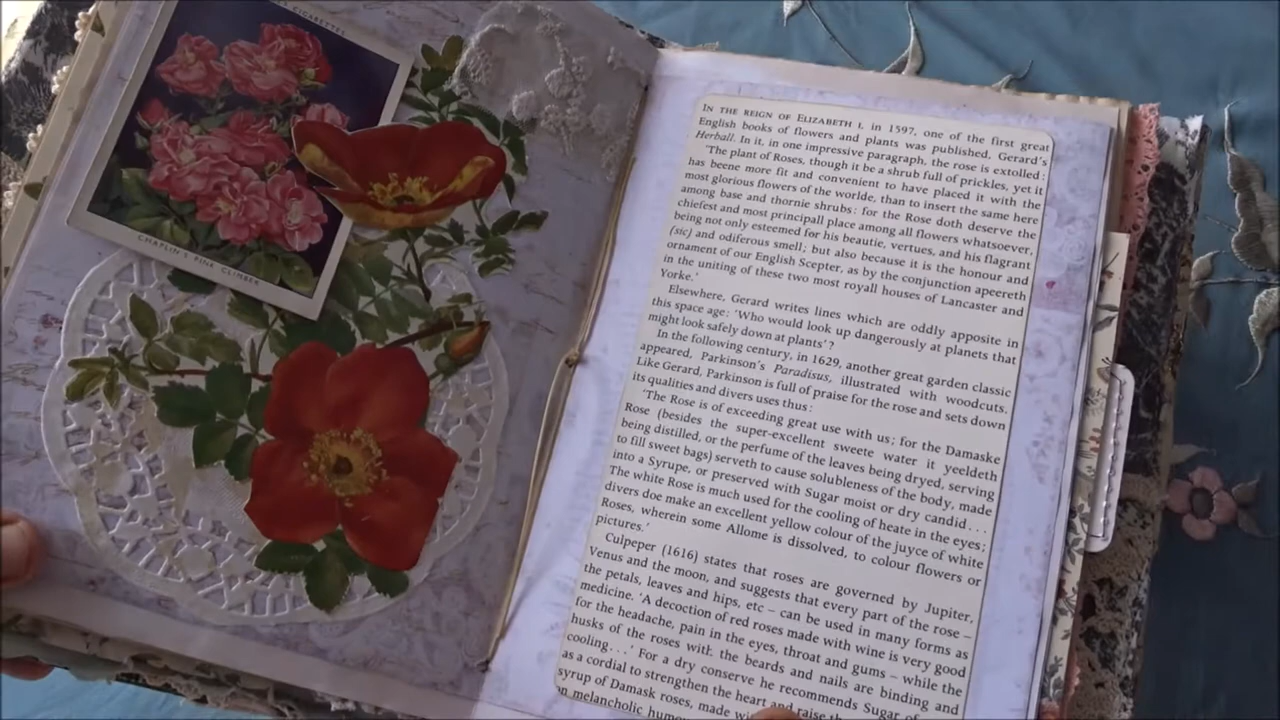 CIGARETTES
CHAPLIN'S PINK CLIMBER
IN THE REIGN OF ELIZABETH I, in 1597, one of the first great
English books of flowers and plants was published, Gerard's
Herball. In it, in one impressive paragraph, the rose is extolled:
'The plant of Roses, though it be a shrub full of prickles, yet it
has beene more fit and convenient to have placed it with the
most glorious flowers of the worlde, than to insert the same here
among base and thornie shrubs: for the Rose doth deserve the
chiefest and most principall place among all flowers whatsoever,
being not only esteemed for his beautie, vertues, and his flagrant
(sic) and odiferous smell; but also because it is the honour and
ornament of our English Scepter, as by the conjunction apeereth
in the uniting of these two most royall houses of Lancaster and
Yorke.'
Elsewhere, Gerard writes lines which are oddly apposite in
this space age: 'Who would look up dangerously at planets that
might look safely down at plants'?
In the following century, in 1629, another great garden classic
appeared, Parkinson's Paradisus, illustrated with woodcuts.
Like Gerard, Parkinson is full of praise for the rose and sets down
its qualities and divers uses thus:
'The Rose is of exceeding great use with us; for the Damaske
Rose (besides the super-excellent sweete water it yeeldeth
being distilled, or the perfume of the leaves being dryed, serving
to fill sweet bags) serveth to cause solubleness of the body, made
into a Syrupe, or preserved with Sugar moist or dry candid...
The white Rose is much used for the cooling of heate in the eyes;
divers doe make an excellent yellow colour of the juyce of white
Roses, wherein some Allome is dissolved, to colour flowers or
pictures.'
Culpeper (1616) states that roses are governed by Jupiter,
Venus and the moon, and suggests that every part of the rose –
the petals, leaves and hips, etc – can be used in many forms as
medicine. 'A decoction of red roses made with wine is very good
for the headache, pain in the eyes, throat and gums – while the
husks of the roses with the beards and nails are binding and
cooling...' For a dry conserve he recommends Sugar of
as a cordial to strengthen the heart and raise the
syrup of Damask roses, made
on melancholic